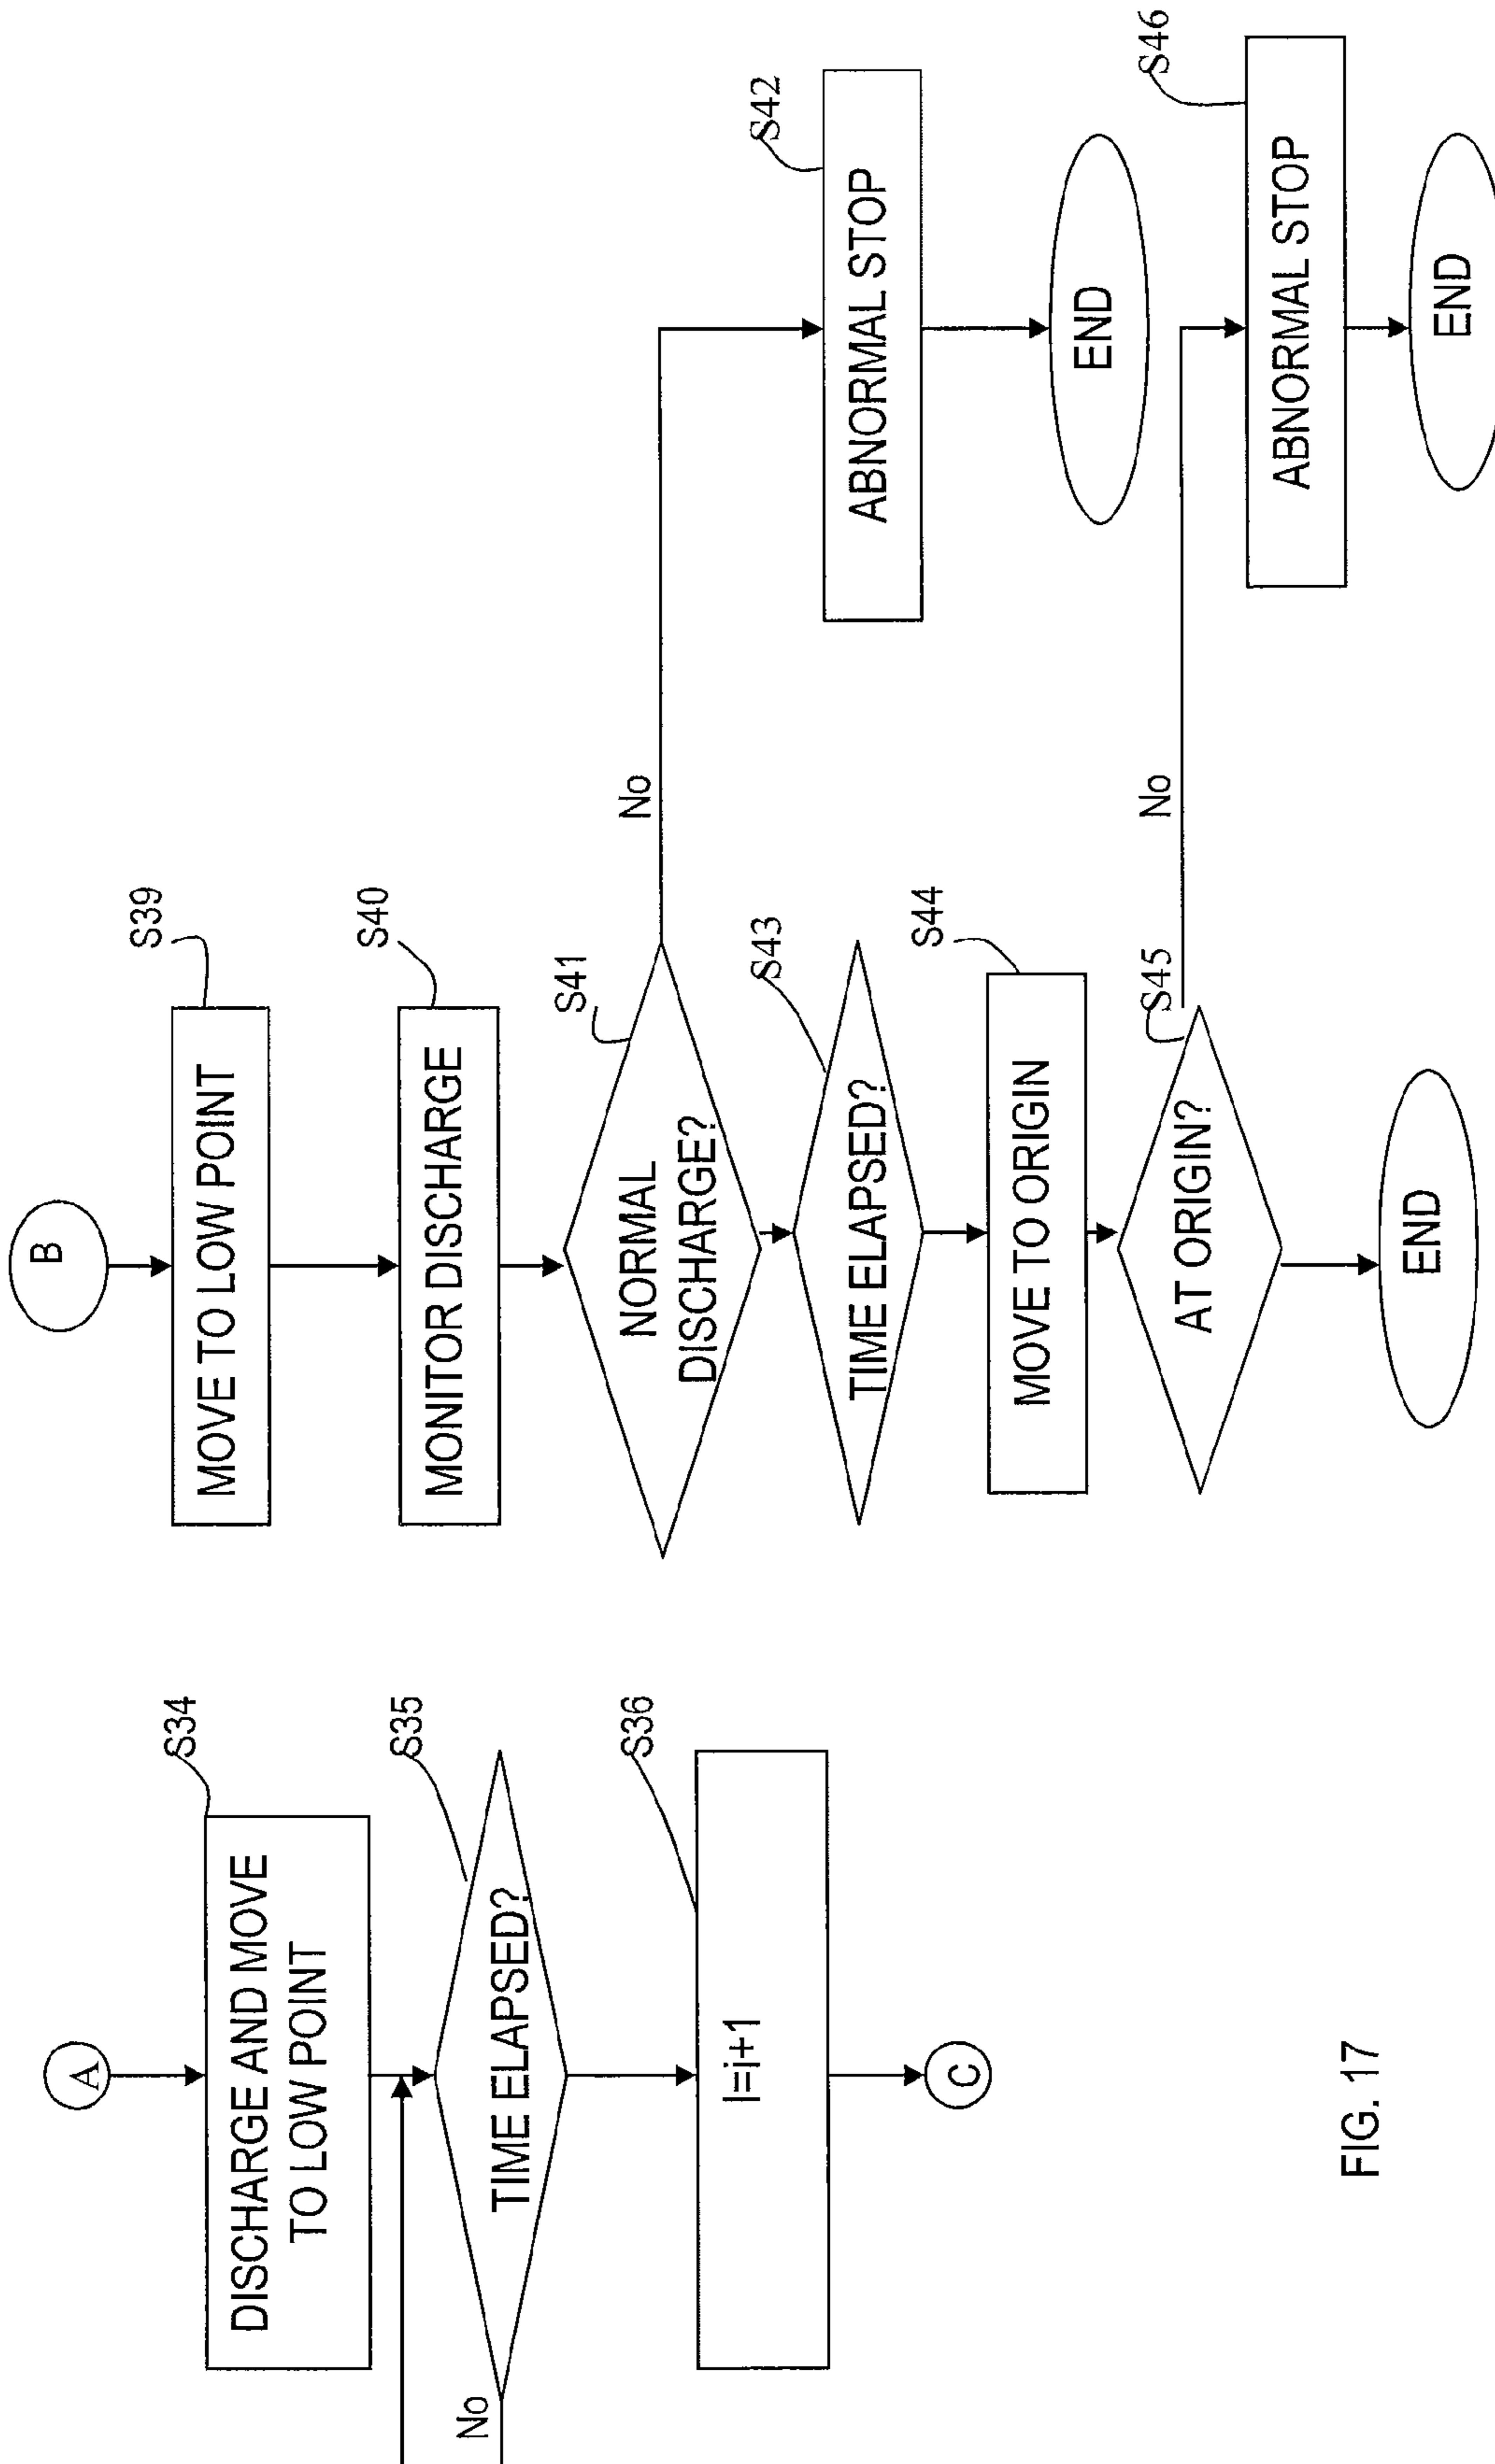 A
S34
DISCHARGE AND MOVE
TO LOW POINT
S35
TIME ELAPSED?
No
S36
I=i+1
C
B
S39
MOVE TO LOW POINT
S40
MONITOR DISCHARGE
S41
NORMAL
DISCHARGE?
No
S42
ABNORMAL STOP
END
S43
TIME ELAPSED?
S44
MOVE TO ORIGIN
S45
AT ORIGIN?
No
S46
ABNORMAL STOP
END
END
FIG. 17